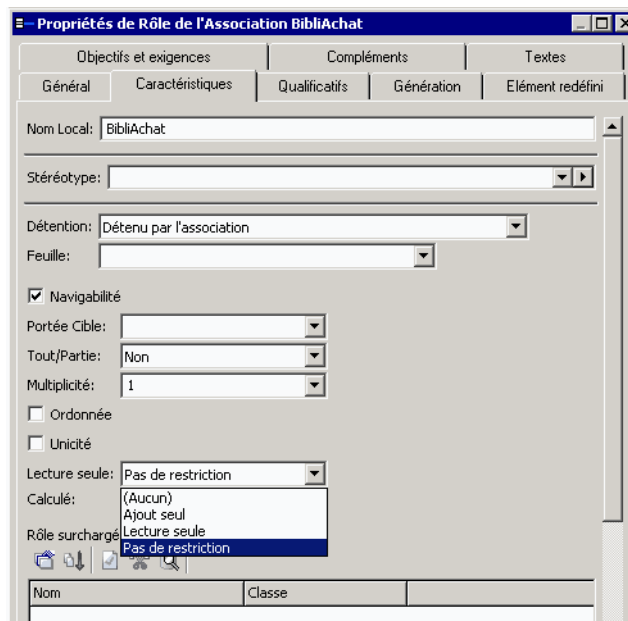 Propriétés de Rôle de l'Association BibliAchat
Objectifs et exigences Compléments Textes
Général Caractéristiques Qualificatifs Génération Elément redéfini
Nom Local: BibliAchat
Stéréotype:
Détention: Détenu par l'association
Feuille:
Navigabilité
Portée Cible:
Tout/Partie: Non
Multiplicité: 1
Ordonnée
Unicité
Lecture seule: Pas de restriction
Calculé: (Aucun)
Ajout seul
Lecture seule
Rôle surchargé
Pas de restriction
Nom Classe